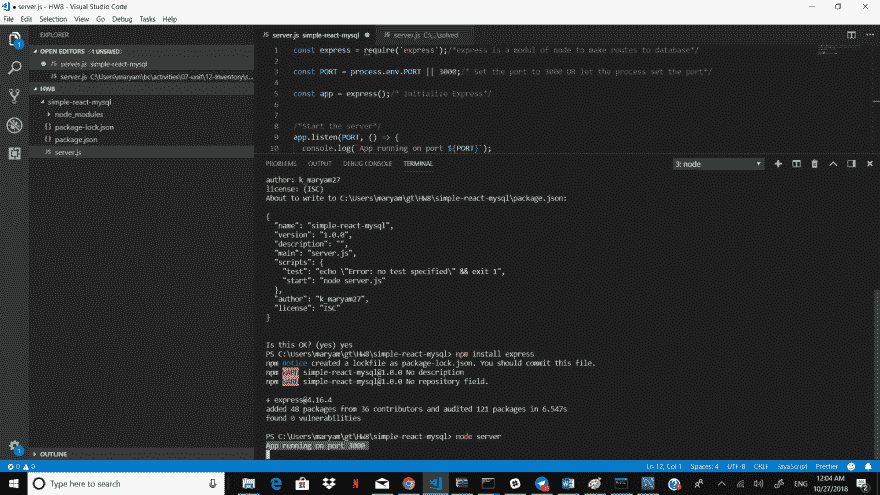 server.js - HW8 - Visual Studio Code
File Edit Selection View Go Debug Tasks Help
EXPLORER
OPEN EDITORS 1 UNSAVED
server.js simple-react-mysql
server.js C:\Users\maryam\bc\activities\07-unit\12-Inventory\s...
HW8
simple-react-mysql
node_modules
package-lock.json
package.json
server.js
OUTLINE
server.js simple-react-mysql
server.js C:\...\solved
1 const express = require('express');/*express is a modul of node to make routes to database*/
2
3 const PORT = process.env.PORT || 3000;/* Set the port to 3000 OR let the process set the port*/
4
5 const app = express();/* Initialize Express*/
6
7
8 /*Start the server*/
9 app.listen(PORT, () => {
10 console.log(`App running on port ${PORT}`);
PROBLEMS OUTPUT DEBUG CONSOLE TERMINAL
3: node
author: k_maryam27
license: (ISC)
About to write to C:\Users\maryam\gt\HW8\simple-react-mysql\package.json:
{
"name": "simple-react-mysql",
"version": "1.0.0",
"description": "",
"main": "server.js",
"scripts": {
"test": "echo \"Error: no test specified\" && exit 1",
"start": "node server.js"
},
"author": "k_maryam27",
"license": "ISC"
}
Is this OK? (yes) yes
PS C:\Users\maryam\gt\HW8\simple-react-mysql> npm install express
npm notice created a lockfile as package-lock.json. You should commit this file.
npm simple-react-mysql@1.0.0 No description
npm simple-react-mysql@1.0.0 No repository field.
+ express@4.16.4
added 48 packages from 36 contributors and audited 121 packages in 6.547s
found 0 vulnerabilities
PS C:\Users\maryam\gt\HW8\simple-react-mysql> node server
App running on port 3000
0 0
Ln 12, Col 1 Spaces: 4 UTF-8 CRLF JavaScript Prettier
Type here to search
ENG
12:04 AM
10/27/2018